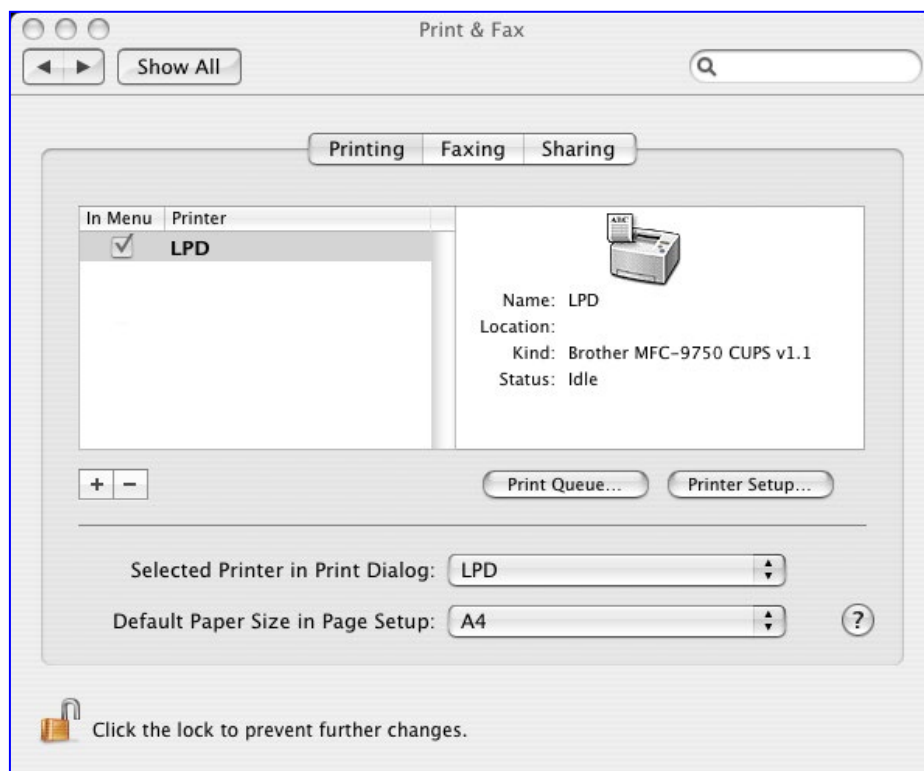 Print & Fax
Show All
Printing Faxing Sharing
In Menu Printer
LPD
ABC
Name: LPD
Location:
Kind: Brother MFC-9750 CUPS v1.1
Status: Idle
+ −
Print Queue... Printer Setup...
Selected Printer in Print Dialog: LPD
Default Paper Size in Page Setup: A4 ?
Click the lock to prevent further changes.